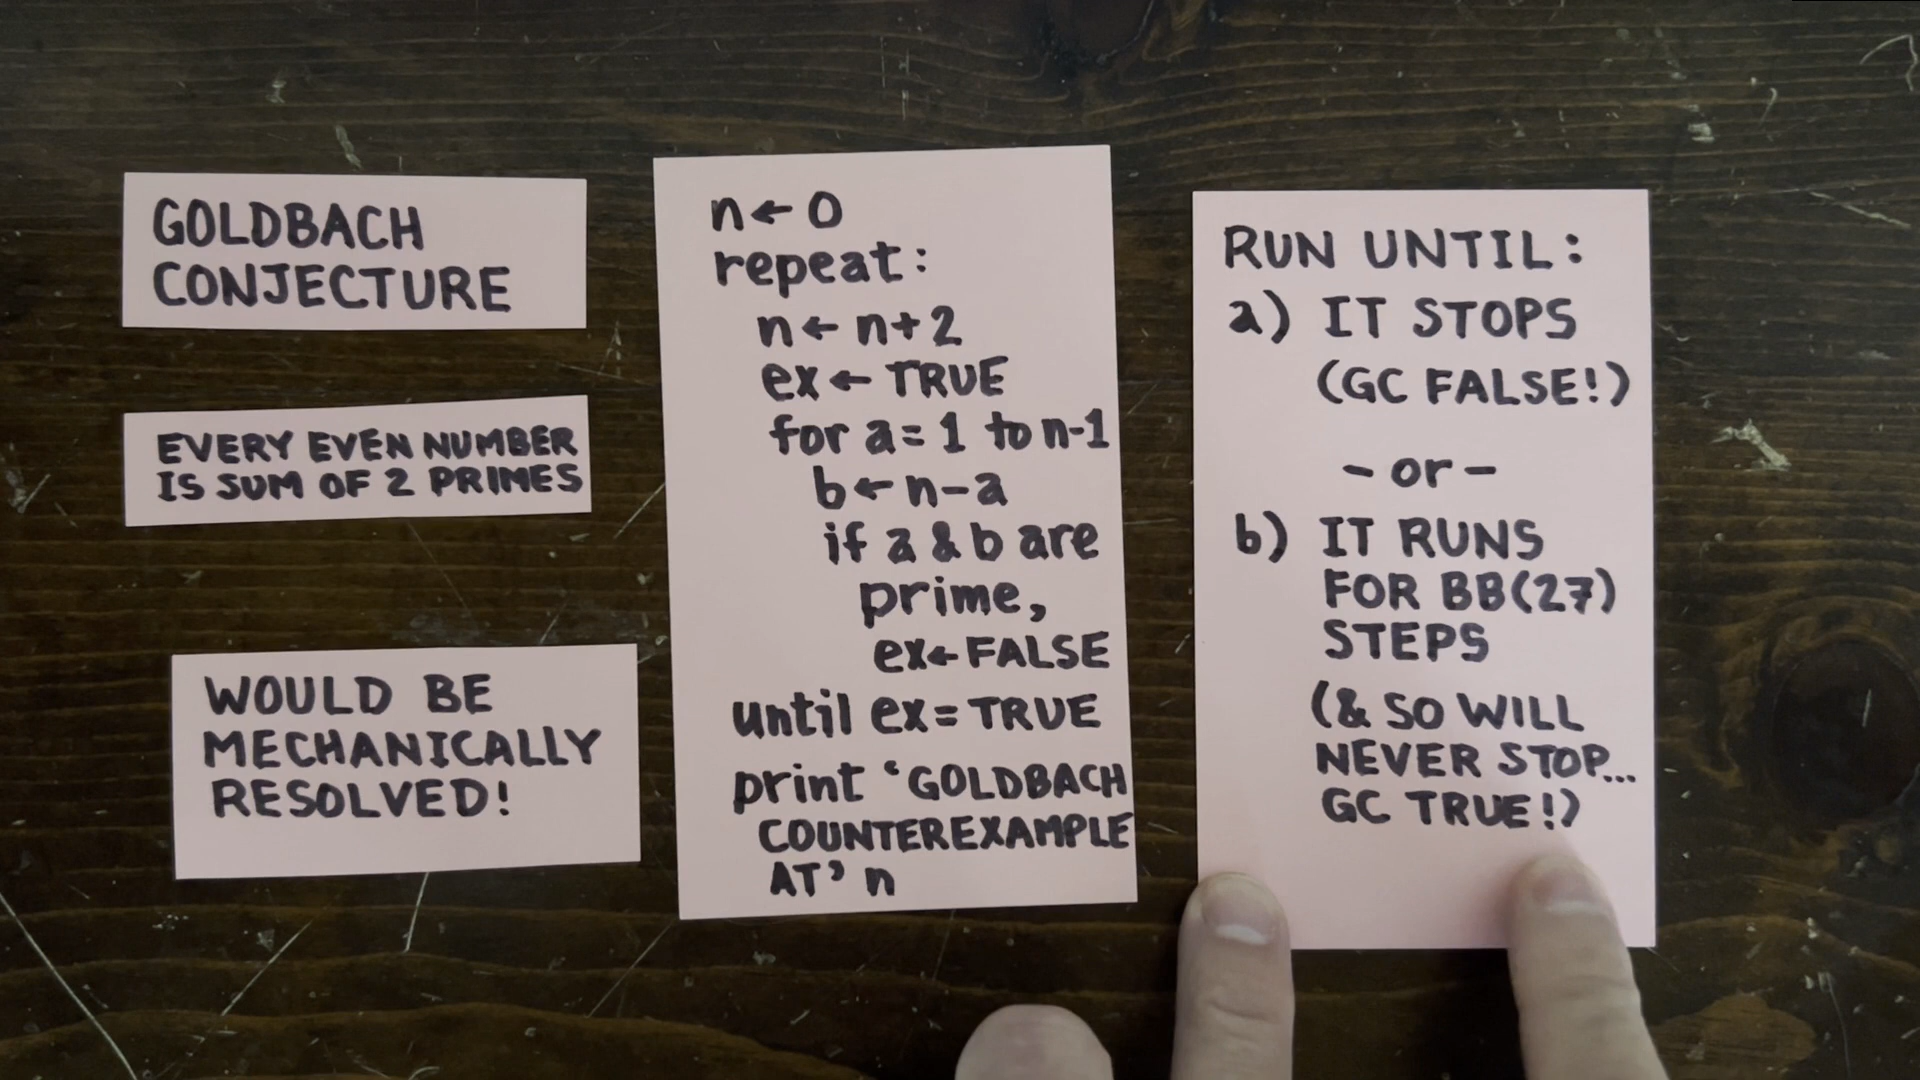 GOLDBACH
CONJECTURE
EVERY EVEN NUMBER
IS SUM OF 2 PRIMES
WOULD BE
MECHANICALLY
RESOLVED!
n←0
repeat:
n←n+2
ex←TRUE
for a=1 to n-1
b←n-a
if a & b are
prime,
ex←FALSE
until ex=TRUE
print ‘GOLDBACH
COUNTEREXAMPLE
AT’ n
RUN UNTIL:
a) IT STOPS
(GC FALSE!)
- or -
b) IT RUNS
FOR BB(27)
STEPS
(& SO WILL
NEVER STOP...
GC TRUE!)